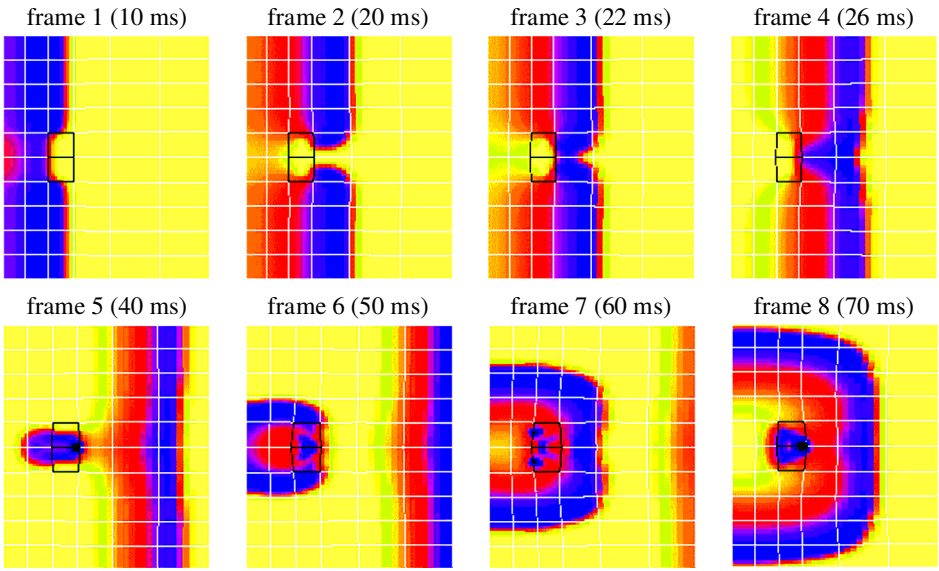 frame 1 (10 ms)
frame 2 (20 ms)
frame 3 (22 ms)
frame 4 (26 ms)
frame 5 (40 ms)
frame 6 (50 ms)
frame 7 (60 ms)
frame 8 (70 ms)